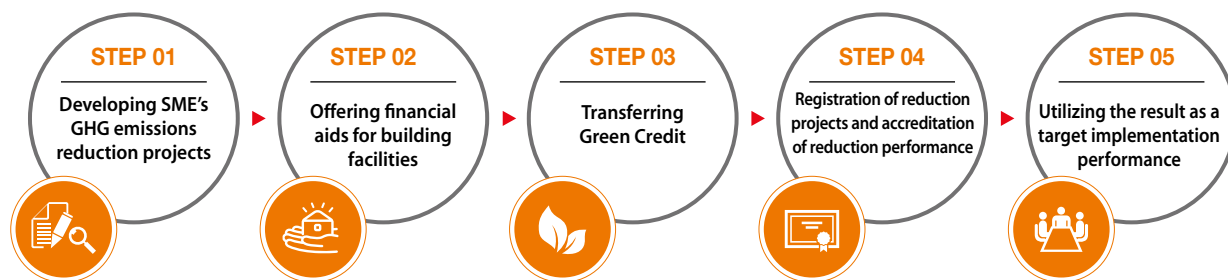 STEP 01
Developing SME's
GHG emissions
reduction projects
STEP 02
Offering financial
aids for building
facilities
STEP 03
Transferring
Green Credit
STEP 04
Registration of reduction
projects and accreditation
of reduction performance
STEP 05
Utilizing the result as a
target implementation
performance